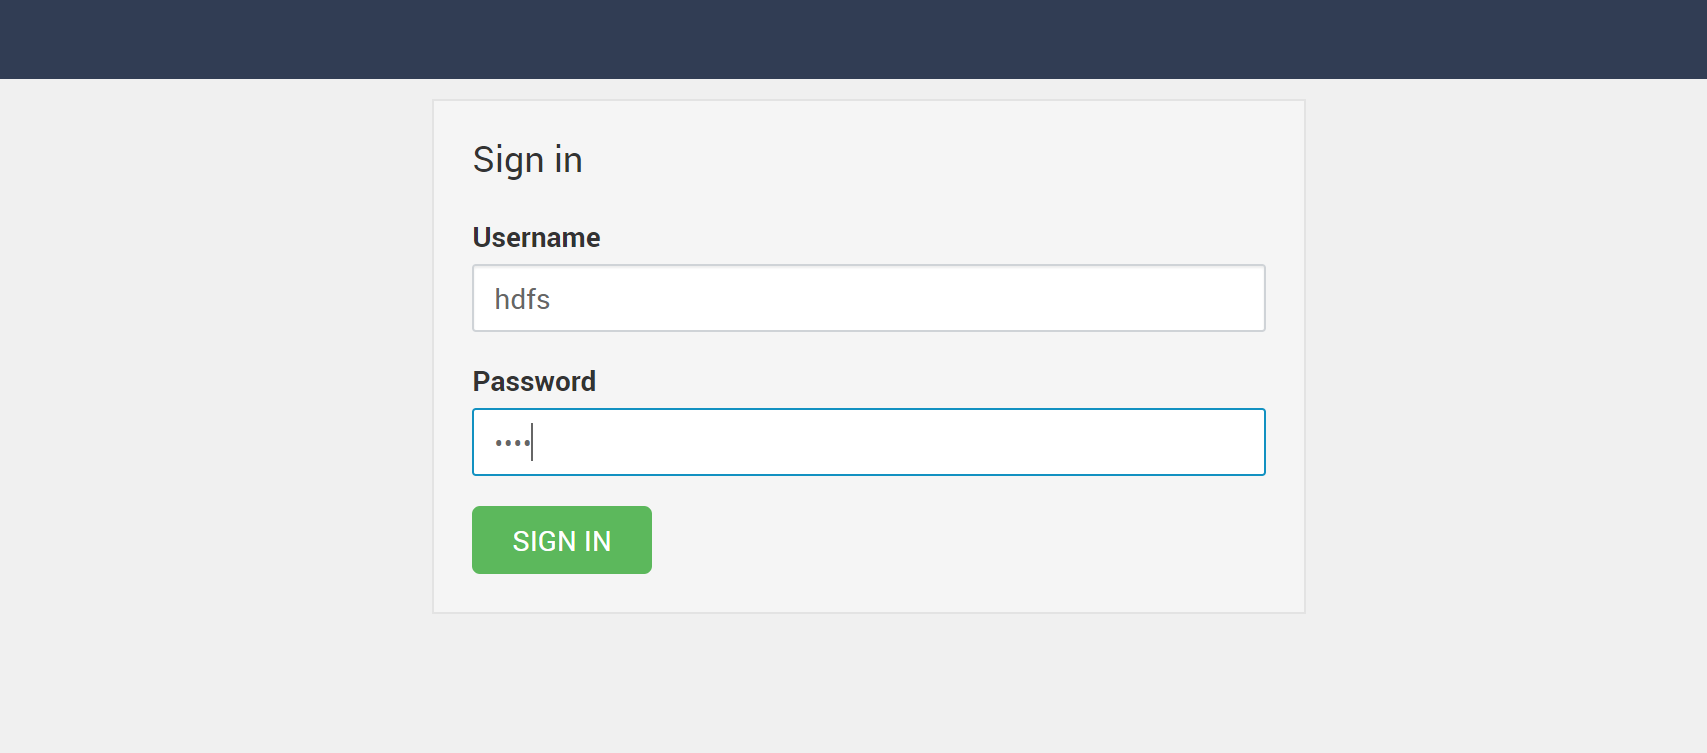 Sign in
Username
hdfs
Password
••••
SIGN IN